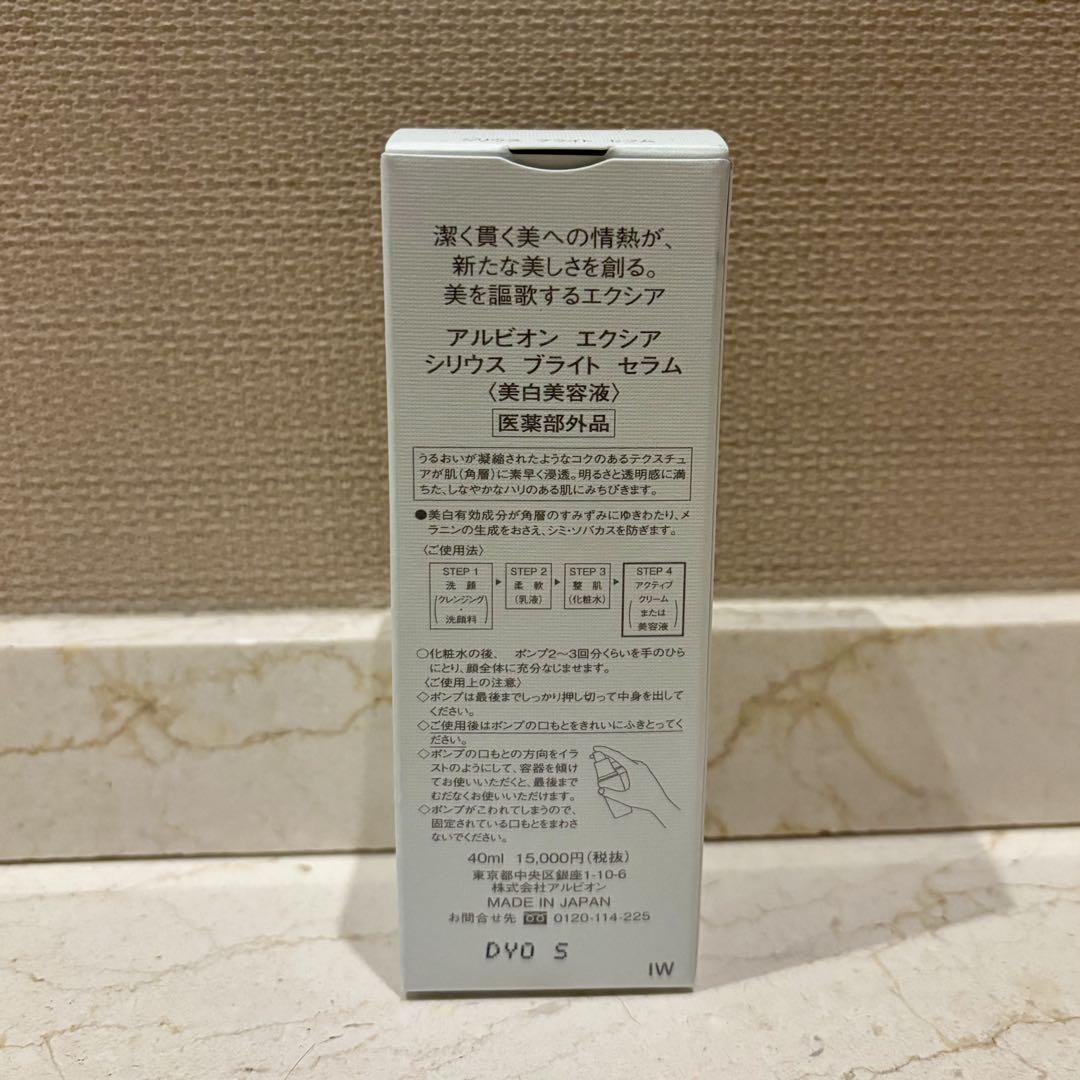 潔く貫く美への情熱が、
新たな美しさを創る。
美を謳歌するエクシア
アルビオン エクシア
シリウス ブライト セラム
〈美白美容液〉
医薬部外品
うるおいが凝縮されたようなコクのあるテクスチュ
アが肌(角層)に素早く浸透。明るさと透明感に満
ちた、しなやかなハリのある肌にみちびきます。
●美白有効成分が角層のすみずみにゆきわたり、メ
ラニンの生成をおさえ、シミ・ソバカスを防ぎます。
〈ご使用法〉
STEP 1
洗顔
(クレンジング・
洗顔料)
STEP 2
柔軟
(乳液)
STEP 3
整肌
(化粧水)
STEP 4
アクティブ
(クリーム
または
美容液)
○化粧水の後、 ポンプ2〜3回分くらいを手のひら
にとり、顔全体に充分なじませます。
〈ご使用上の注意〉
◇ポンプは最後までしっかり押し切って中身を出して
ください。
◇ご使用後はポンプの口もとをきれいにふきとってく
ださい。
◇ポンプの口もとの方向をイラ
ストのようにして、容器を傾け
てお使いいただくと、最後まで
むだなくお使いいただけます。
◇ポンプがこわれてしまうので、
固定されている口もとをまわさ
ないでください。
40ml 15,000円(税抜)
東京都中央区銀座1-10-6
株式会社アルビオン
MADE IN JAPAN
お問合せ先 0120-114-225
DYO S
IW